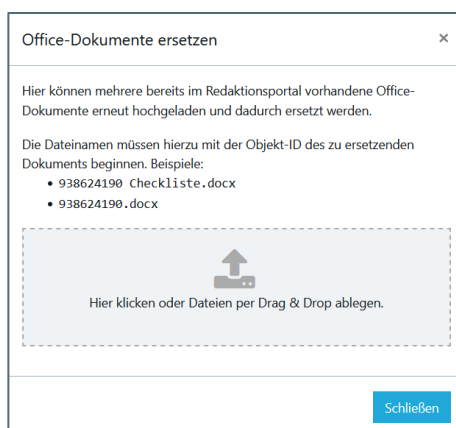 Office-Dokumente ersetzen ×
Hier können mehrere bereits im Redaktionsportal vorhandene Office-
Dokumente erneut hochgeladen und dadurch ersetzt werden.
Die Dateinamen müssen hierzu mit der Objekt-ID des zu ersetzenden
Dokuments beginnen. Beispiele:
• 938624190 Checkliste.docx
• 938624190.docx
Hier klicken oder Dateien per Drag & Drop ablegen.
Schließen